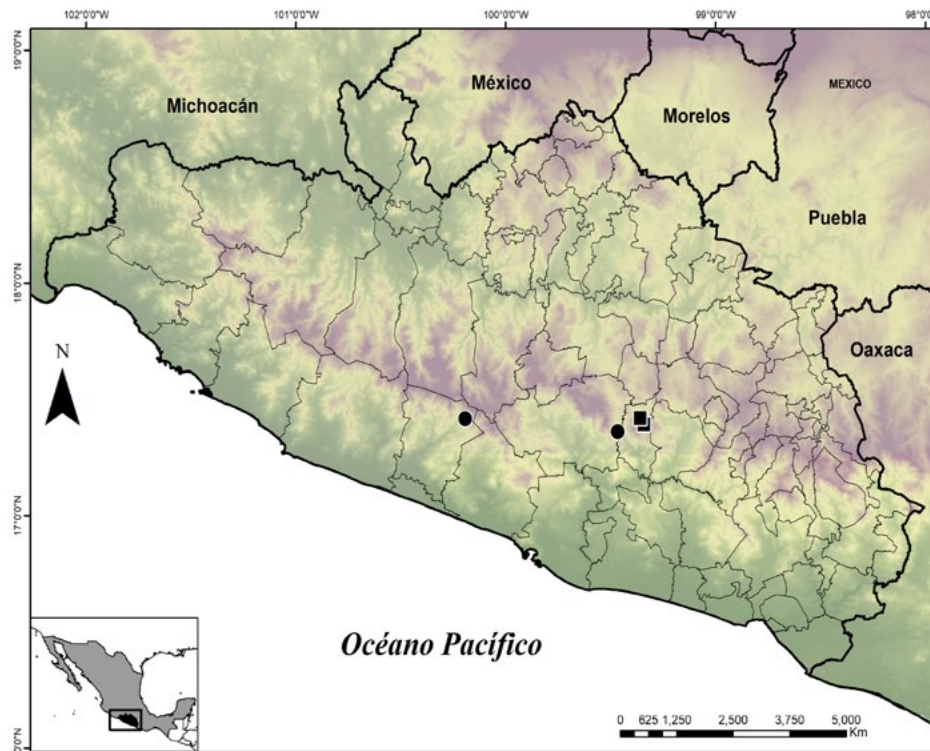 102°0'0"W 101°0'0"W 100°0'0"W 99°0'0"W 98°0'0"W
19°0'0"N
México
MEXICO
Michoacán
Morelos
Puebla
18°0'0"N
Oaxaca
N
17°0'0"N
Océano Pacífico
0 625 1,250 2,500 3,750 5,000
Km